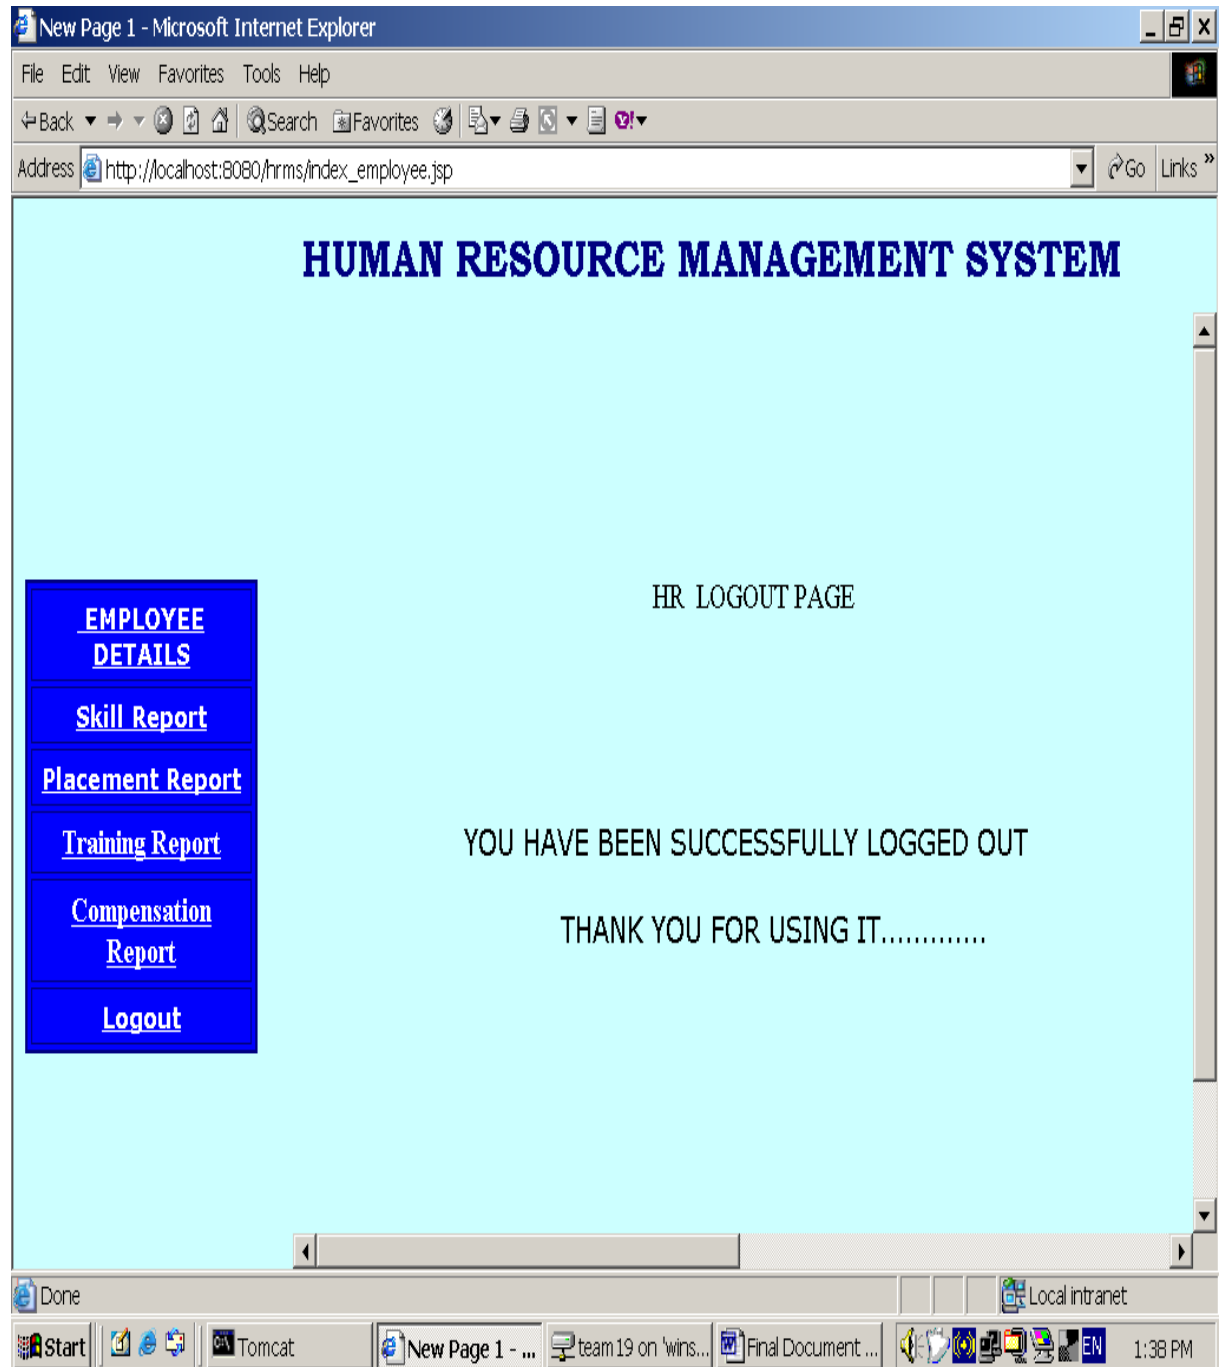 New Page 1 - Microsoft Internet Explorer
File Edit View Favorites Tools Help
Back Search Favorites
Address http://localhost:8080/hrms/index_employee.jsp Go Links »
HUMAN RESOURCE MANAGEMENT SYSTEM
HR LOGOUT PAGE
EMPLOYEE
DETAILS
Skill Report
Placement Report
Training Report
Compensation
Report
Logout
YOU HAVE BEEN SUCCESSFULLY LOGGED OUT
THANK YOU FOR USING IT.............
Done Local intranet
Start Tomcat New Page 1 - ... team19 on 'wins... Final Document ... EN 1:38 PM